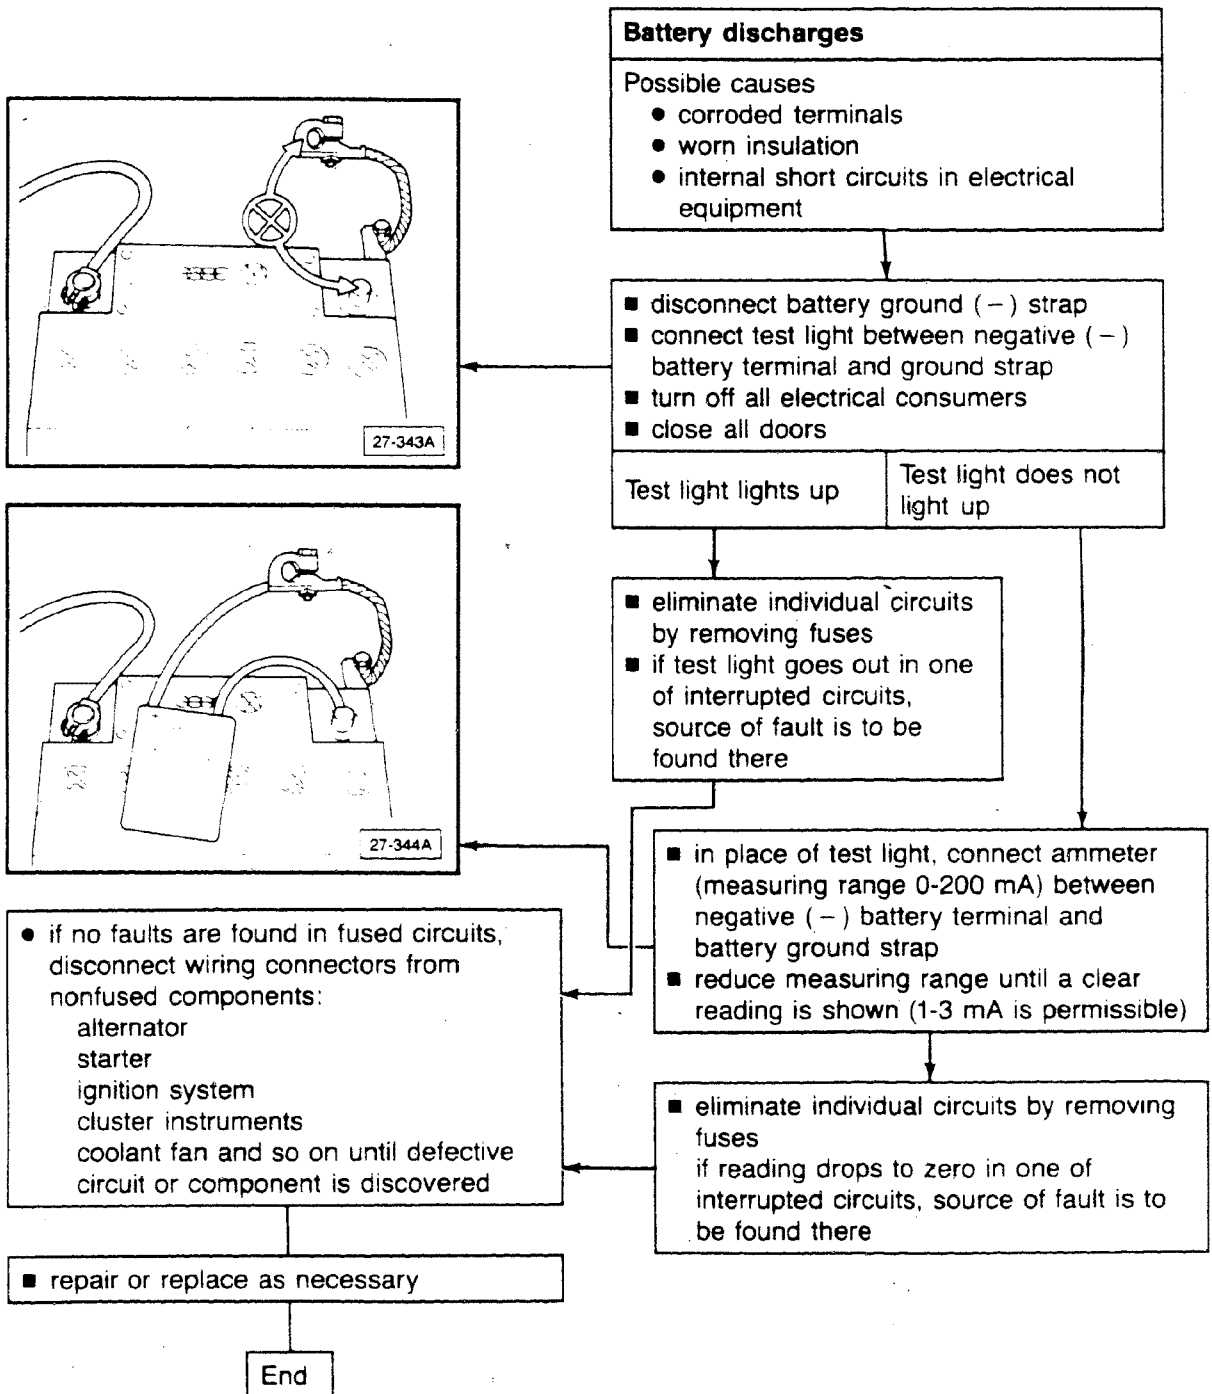 Battery discharges
Possible causes
● corroded terminals
● worn insulation
● internal short circuits in electrical
equipment
■ disconnect battery ground (−) strap
■ connect test light between negative (−)
battery terminal and ground strap
■ turn off all electrical consumers
■ close all doors
27-343A
Test light lights up
Test light does not
light up
■ eliminate individual circuits
by removing fuses
■ if test light goes out in one
of interrupted circuits,
source of fault is to be
found there
27-344A
■ in place of test light, connect ammeter
(measuring range 0-200 mA) between
negative (−) battery terminal and
battery ground strap
■ reduce measuring range until a clear
reading is shown (1-3 mA is permissible)
■ eliminate individual circuits by removing
fuses
if reading drops to zero in one of
interrupted circuits, source of fault is to
be found there
● if no faults are found in fused circuits,
disconnect wiring connectors from
nonfused components:
alternator
starter
ignition system
cluster instruments
coolant fan and so on until defective
circuit or component is discovered
■ repair or replace as necessary
End